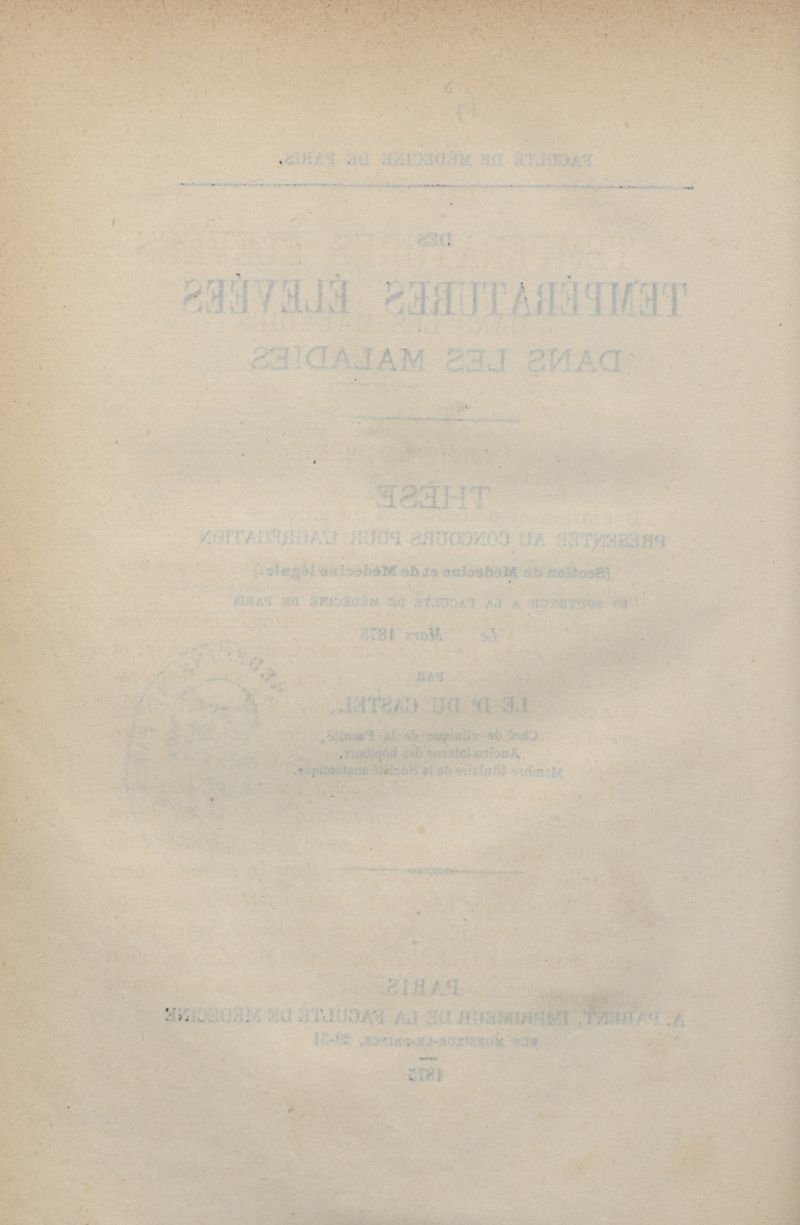 FACULTÉ DE MÉDECINE DE PARIS.
DES
TEMPÉRATURES ÉLEVÉES
DANS LES MALADIES
THÈSE
PRÉSENTÉE AU CONCOURS POUR L'AGRÉGATION
(Section de Médecine et de Médecine légale.)
ET SOUTENUE A LA FACULTÉ DE MÉDECINE DE PARIS
Le Mars 1875
PAR
LE Dr DU CASTEL,
Chef de clinique de la Faculté,
Ancien interne des hôpitaux,
Membre titulaire de la Société anatomique.
PARIS
A. PARENT, IMPRIMEUR DE LA FACULTÉ DE MÉDECINE
RUE MONSIEUR-LE-PRINCE, 29-31
1875